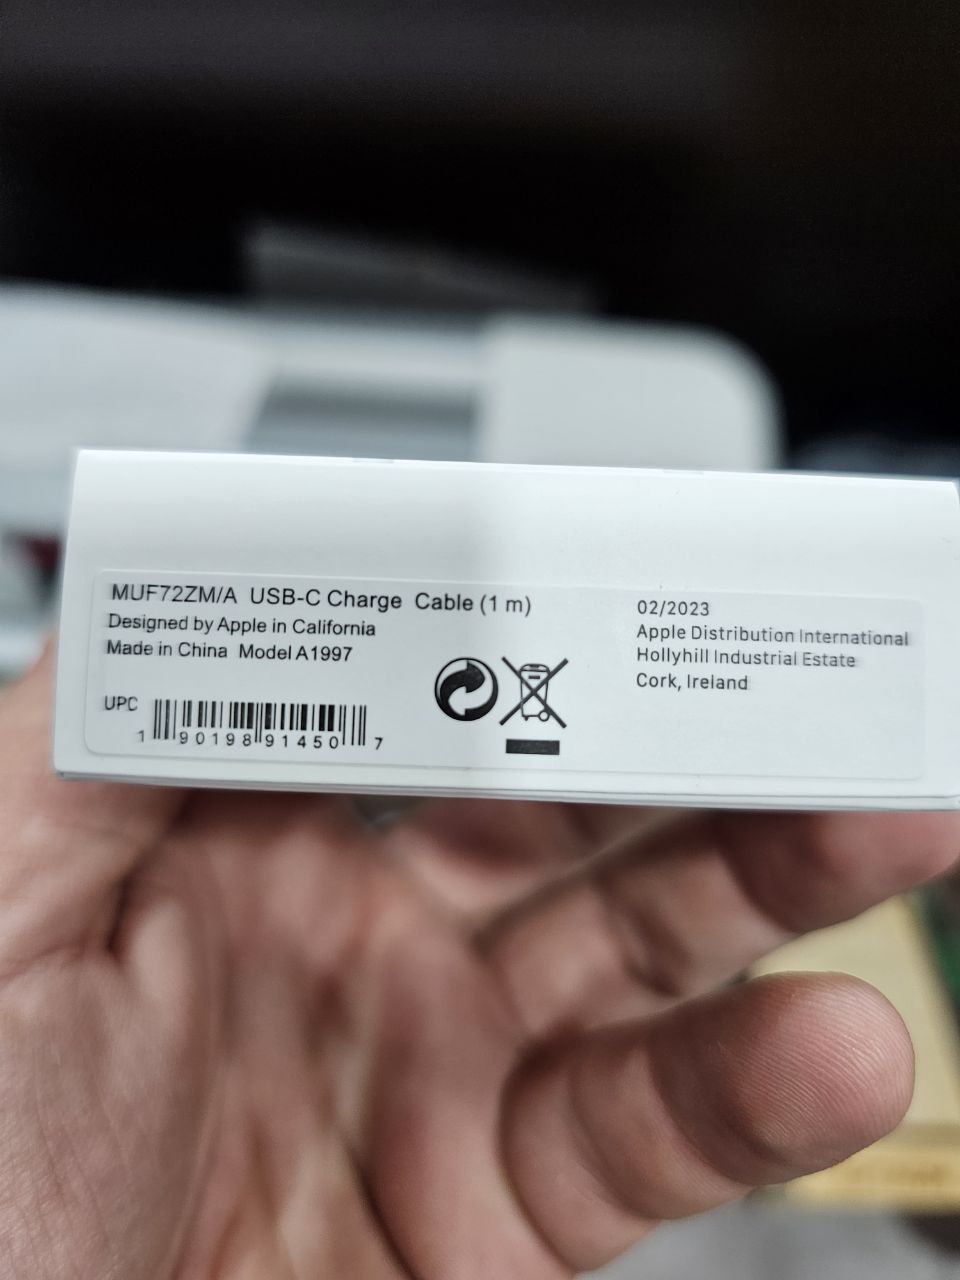 MUF72ZM/A USB-C Charge Cable (1 m)
Designed by Apple in California
Made in China Model A1997
UPC
1 90198 91450 7
02/2023
Apple Distribution International
Hollyhill Industrial Estate
Cork, Ireland